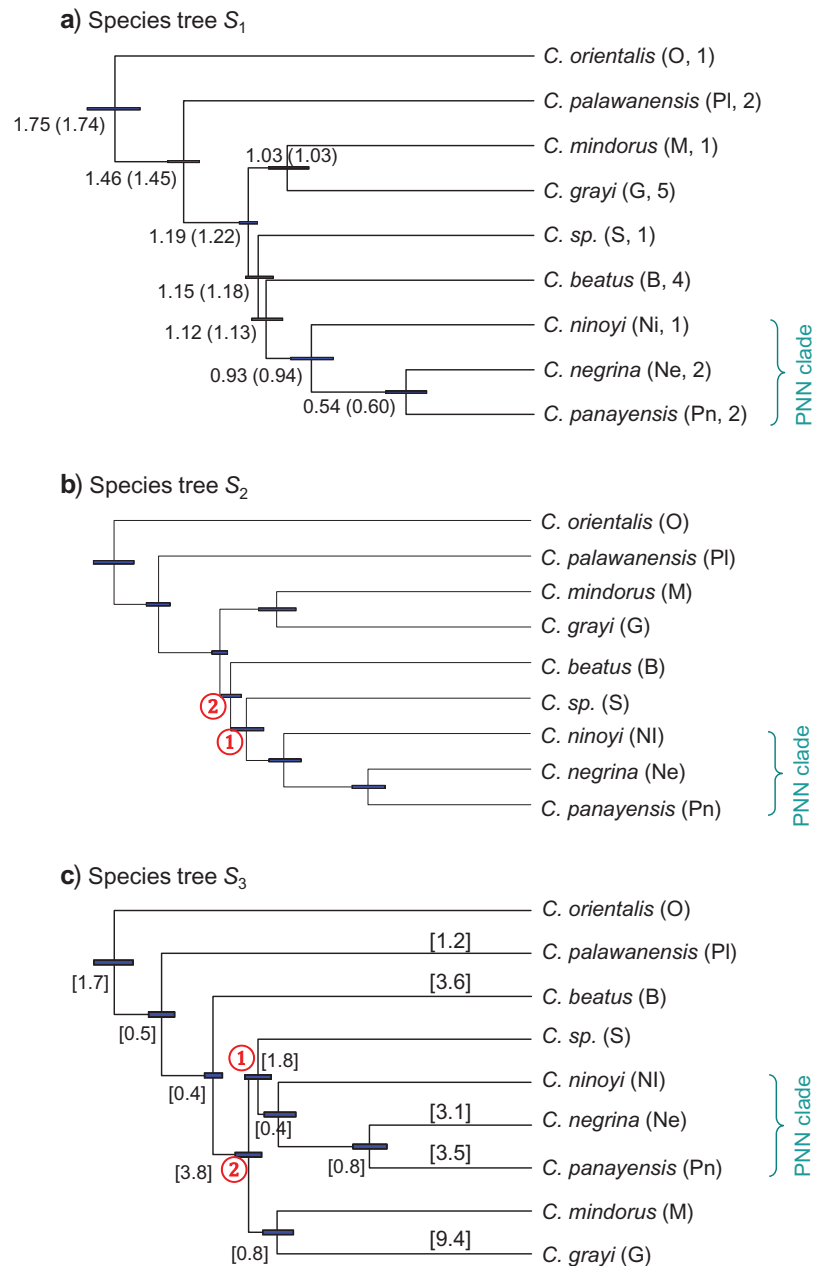 a) Species tree S1
C. orientalis (O, 1)
C. palawanensis (Pl, 2)
1.75 (1.74)
C. mindorus (M, 1)
1.03 (1.03)
1.46 (1.45)
C. grayi (G, 5)
1.19 (1.22)
C. sp. (S, 1)
1.15 (1.18)
C. beatus (B, 4)
1.12 (1.13)
C. ninoyi (Ni, 1)
0.93 (0.94)
C. negrina (Ne, 2)
0.54 (0.60)
C. panayensis (Pn, 2)
PNN clade
b) Species tree S2
C. orientalis (O)
C. palawanensis (Pl)
C. mindorus (M)
C. grayi (G)
C. beatus (B)
2
C. sp. (S)
1
C. ninoyi (NI)
C. negrina (Ne)
C. panayensis (Pn)
PNN clade
c) Species tree S3
C. orientalis (O)
[1.2]
C. palawanensis (Pl)
[1.7]
[3.6]
C. beatus (B)
[0.5]
C. sp. (S)
1
[1.8]
C. ninoyi (NI)
[0.4]
[0.4]
[3.1]
C. negrina (Ne)
[3.5]
[0.8]
C. panayensis (Pn)
2
[3.8]
PNN clade
C. mindorus (M)
[9.4]
[0.8]
C. grayi (G)